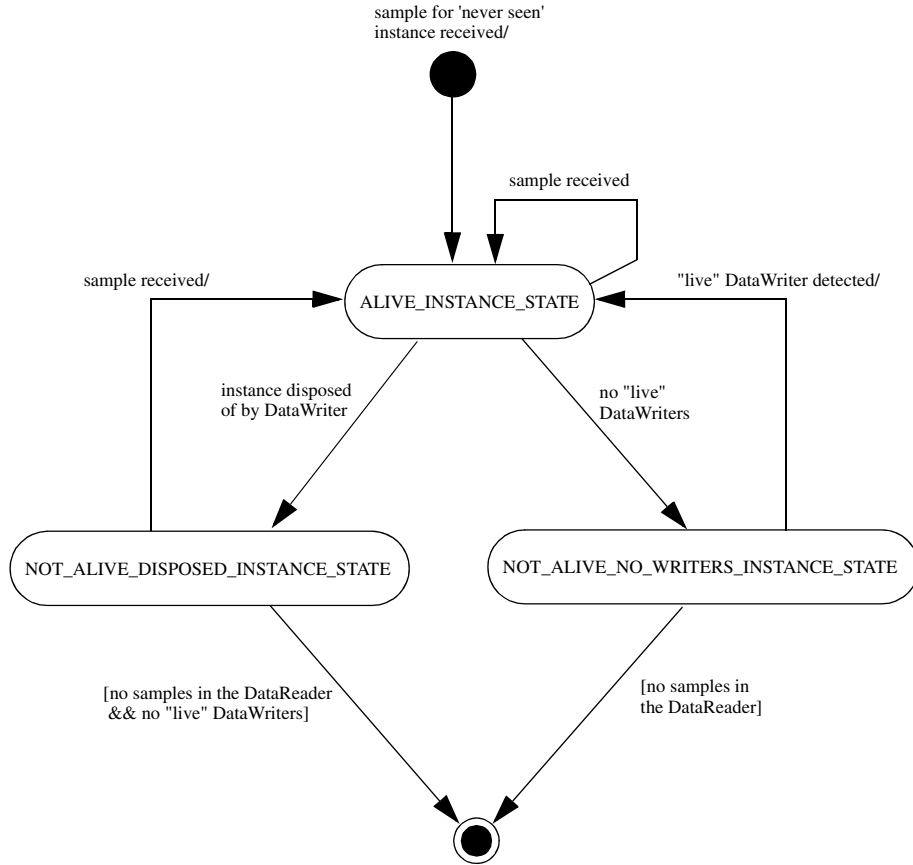 sample for 'never seen'
instance received/
sample received
sample received/
"live" DataWriter detected/
ALIVE_INSTANCE_STATE
instance disposed
of by DataWriter
no "live"
DataWriters
NOT_ALIVE_DISPOSED_INSTANCE_STATE
NOT_ALIVE_NO_WRITERS_INSTANCE_STATE
[no samples in the DataReader
&& no "live" DataWriters]
[no samples in
the DataReader]